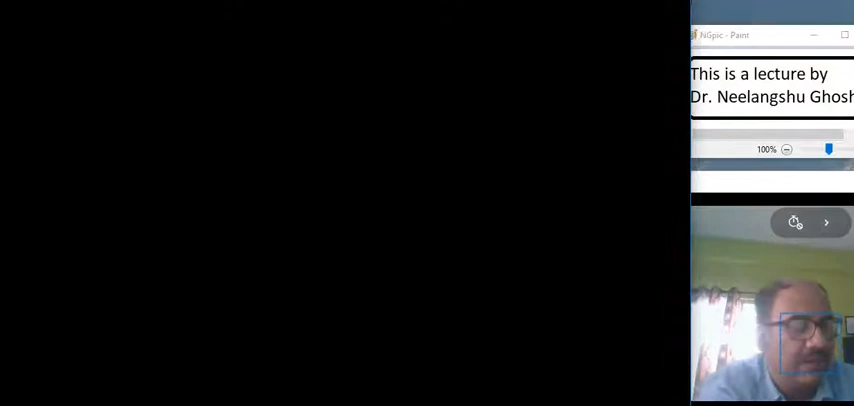 NGpic - Paint
This is a lecture by
Dr. Neelangshu Ghosh
100%